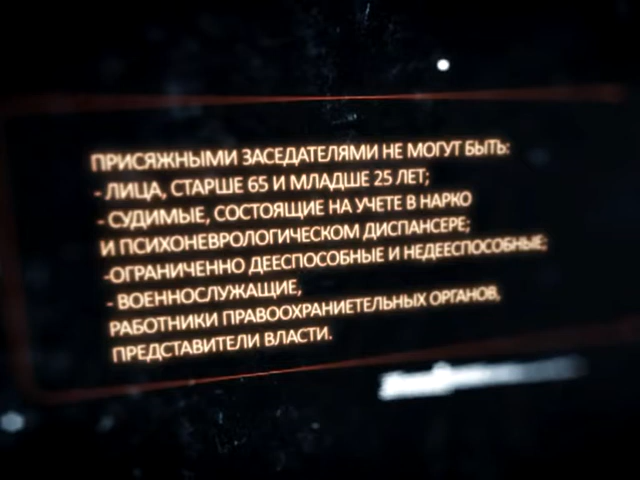 ПРИСЯЖНЫМИ ЗАСЕДАТЕЛЯМИ НЕ МОГУТ БЫТЬ:
- ЛИЦА, СТАРШЕ 65 И МЛАДШЕ 25 ЛЕТ;
- СУДИМЫЕ, СОСТОЯЩИЕ НА УЧЕТЕ В НАРКО
И ПСИХОНЕВРОЛОГИЧЕСКОМ ДИСПАНСЕРЕ;
-ОГРАНИЧЕННО ДЕЕСПОСОБНЫЕ И НЕДЕЕСПОСОБНЫЕ;
- ВОЕННОСЛУЖАЩИЕ,
РАБОТНИКИ ПРАВООХРАНИЕТЕЛЬНЫХ ОРГАНОВ,
ПРЕДСТАВИТЕЛИ ВЛАСТИ.